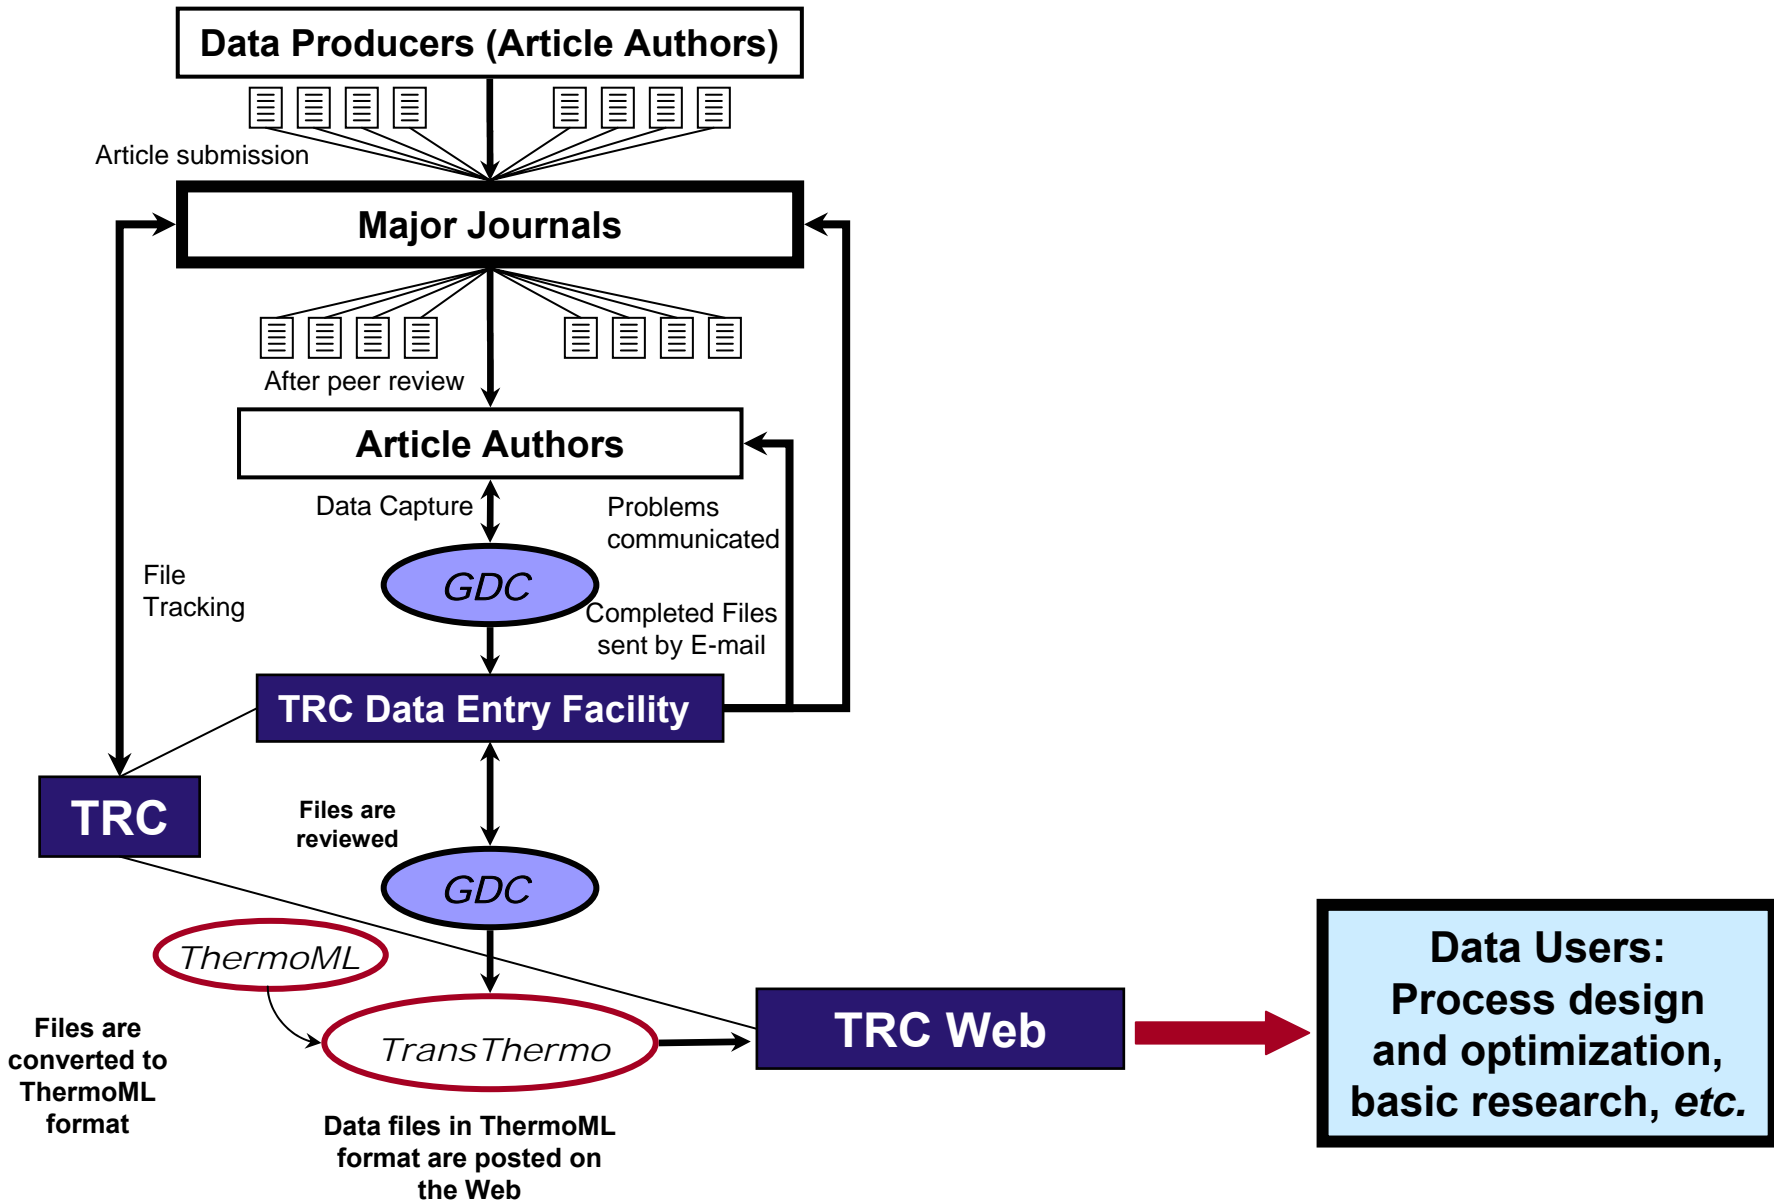 Data Producers (Article Authors)
Article submission
Major Journals
After peer review
Article Authors
Data Capture
Problems
communicated
GDC
File
Tracking
Completed Files
sent by E-mail
TRC Data Entry Facility
TRC
Files are
reviewed
GDC
ThermoML
TransThermo
TRC Web
Files are
converted to
ThermoML
format
Data files in ThermoML
format are posted on
the Web
Data Users:
Process design
and optimization,
basic research, etc.